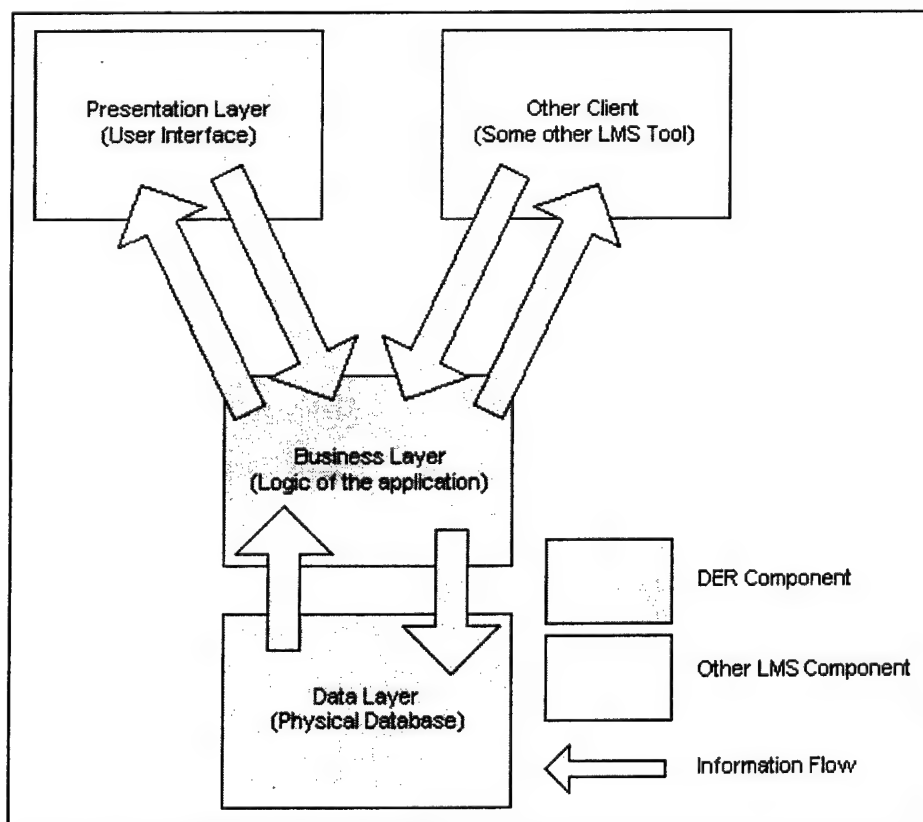 Presentation Layer
(User Interface)
Other Client
(Some other LMS Tool)
Business Layer
(Logic of the application)
Data Layer
(Physical Database)
DER Component
Other LMS Component
Information Flow